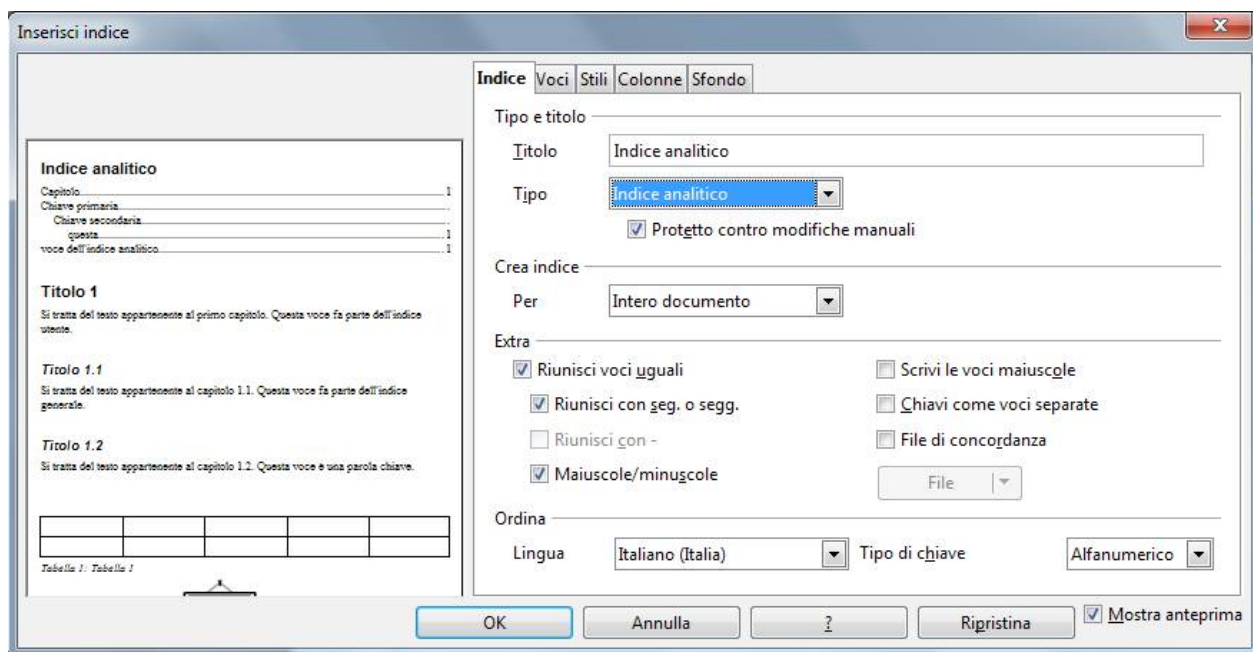 Inserisci indice
Indice Voci Stili Colonne Sfondo
Indice analitico
Capitolo 1
Chiave primaria
Chiave secondaria
questa 1
voce dell'indice analitico 1
Titolo 1
Si tratta del testo appartenente al primo capitolo. Questa voce fa parte dell'indice
utente.
Titolo 1.1
Si tratta del testo appartenente al capitolo 1.1. Questa voce fa parte dell'indice
generale.
Titolo 1.2
Si tratta del testo appartenente al capitolo 1.2. Questa voce è una parola chiave.
Tabella 1: Tabella 1
Tipo e titolo
Titolo Indice analitico
Tipo Indice analitico
Protetto contro modifiche manuali
Crea indice
Per Intero documento
Extra
Riunisci voci uguali
Riunisci con seg. o segg.
Riunisci con -
Maiuscole/minuscole
Scrivi le voci maiuscole
Chiavi come voci separate
File di concordanza
File
Ordina
Lingua Italiano (Italia) Tipo di chiave Alfanumerico
OK Annulla ? Ripristina Mostra anteprima